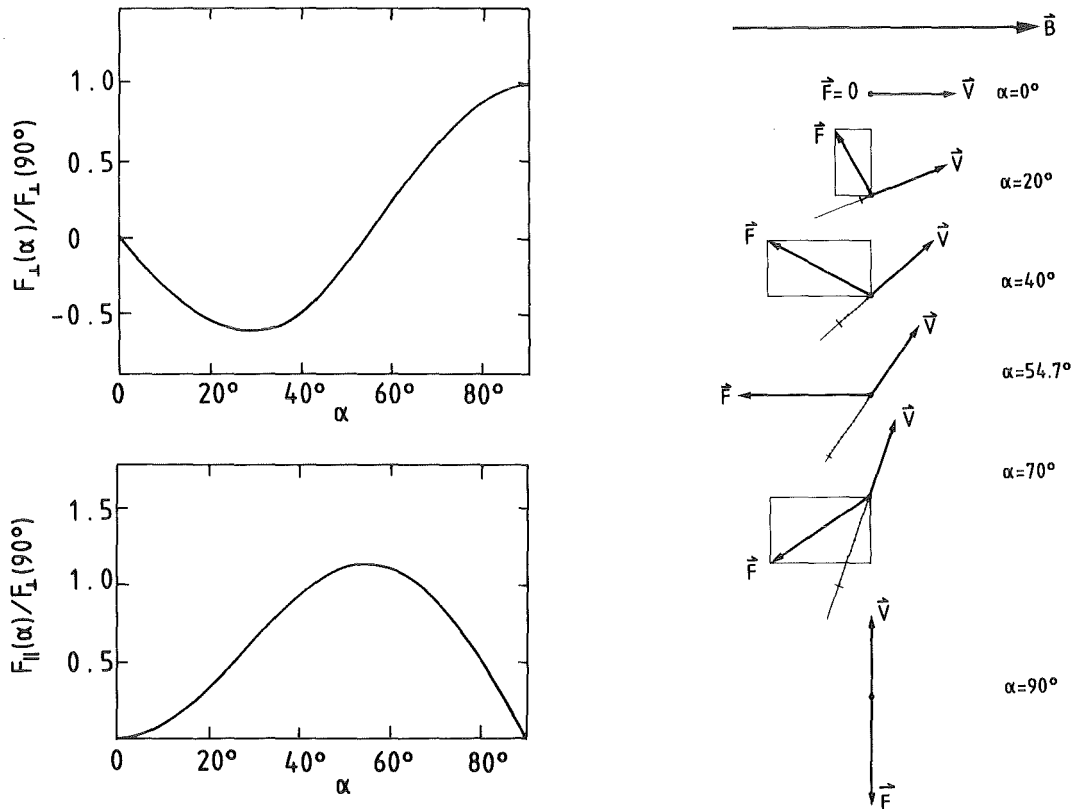 F⊥(α)/F⊥(90°)
1.0
0.5
0
-0.5
0 20° 40° 60° 80°
α
F||(α)/F⊥(90°)
1.5
1.0
0.5
0 20° 40° 60° 80°
α
B⃗
F⃗=0 V⃗ α=0°
F⃗ V⃗ α=20°
F⃗ V⃗ α=40°
F⃗ V⃗ α=54.7°
F⃗ V⃗ α=70°
V⃗
α=90°
F⃗